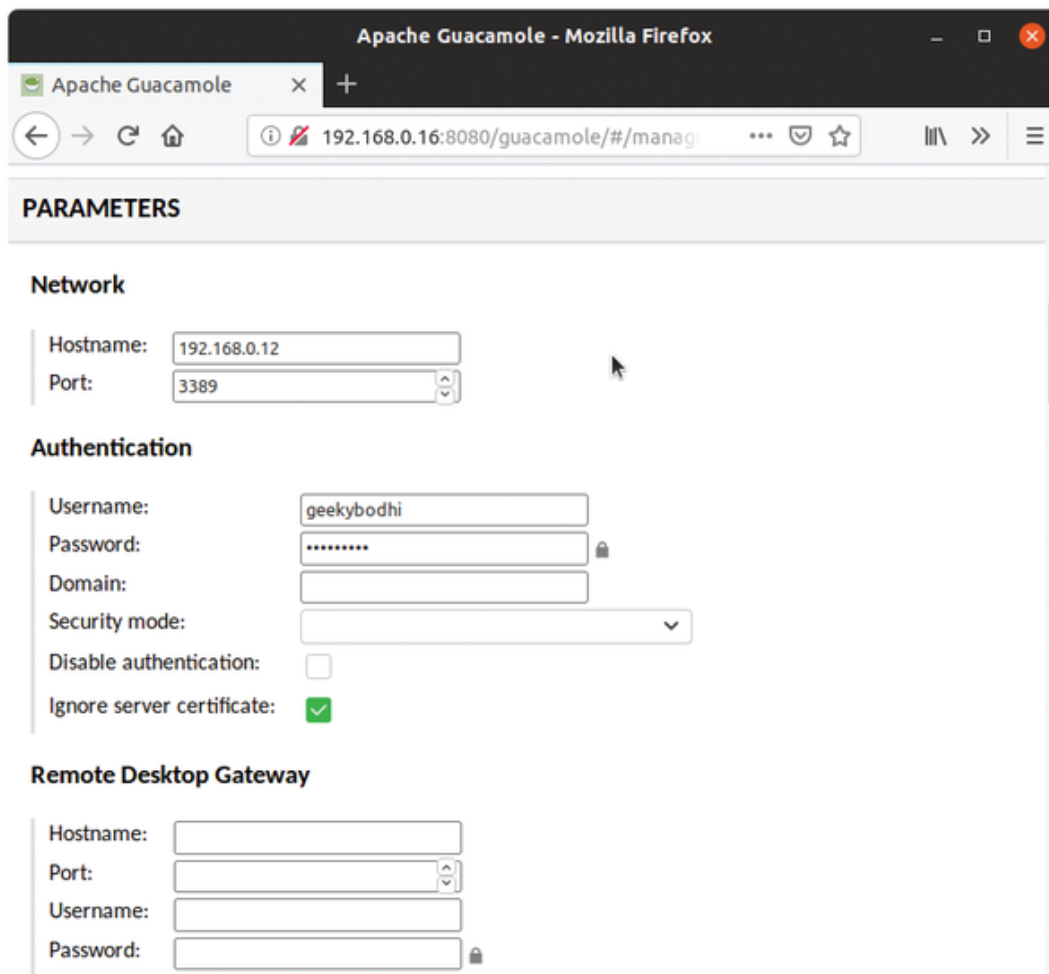 Apache Guacamole - Mozilla Firefox
Apache Guacamole
192.168.0.16:8080/guacamole/#/manag
PARAMETERS
Network
Hostname: 192.168.0.12
Port: 3389
Authentication
Username: geekybodhi
Password: •••••••••
Domain:
Security mode:
Disable authentication:
Ignore server certificate:
Remote Desktop Gateway
Hostname:
Port:
Username:
Password: